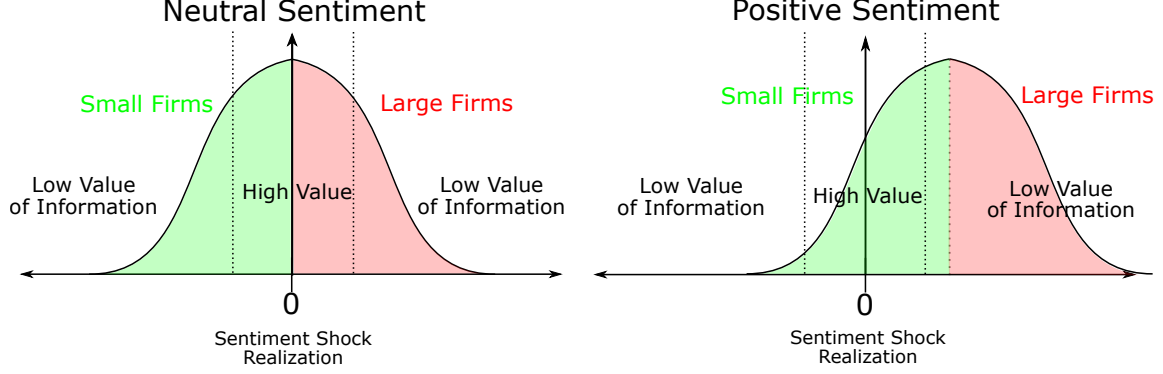 Neutral Sentiment
Small Firms
Large Firms
Low Value
of Information
High Value
Low Value
of Information
0
Sentiment Shock
Realization
Positive Sentiment
Small Firms
Large Firms
Low Value
of Information
High Value
Low Value
of Information
0
Sentiment Shock
Realization